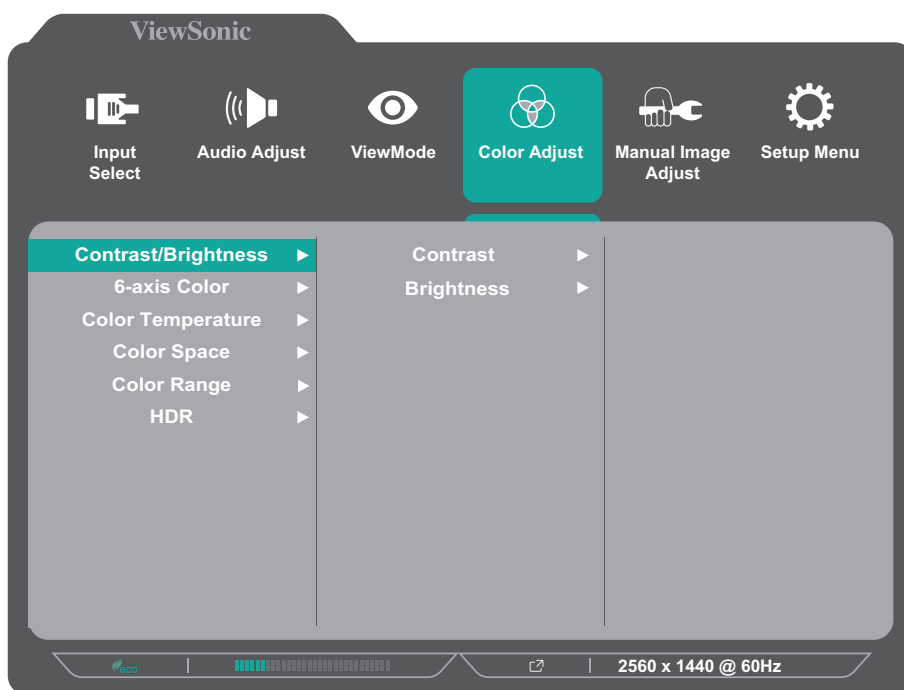 ViewSonic
Input Select
Audio Adjust
ViewMode
Color Adjust
Manual Image Adjust
Setup Menu
Contrast/Brightness
Contrast
6-axis Color
Brightness
Color Temperature
Color Space
Color Range
HDR
eco
2560 x 1440 @ 60Hz